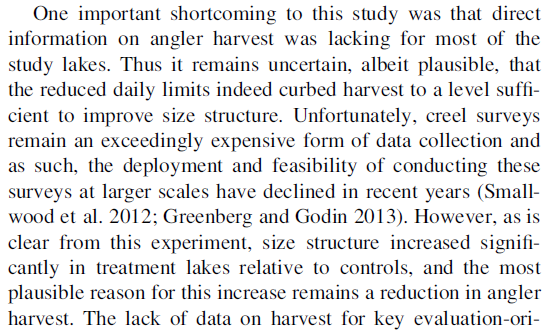 One important shortcoming to this study was that direct
information on angler harvest was lacking for most of the
study lakes. Thus it remains uncertain, albeit plausible, that
the reduced daily limits indeed curbed harvest to a level suffi-
cient to improve size structure. Unfortunately, creel surveys
remain an exceedingly expensive form of data collection and
as such, the deployment and feasibility of conducting these
surveys at larger scales have declined in recent years (Small-
wood et al. 2012; Greenberg and Godin 2013). However, as is
clear from this experiment, size structure increased signifi-
cantly in treatment lakes relative to controls, and the most
plausible reason for this increase remains a reduction in angler
harvest. The lack of data on harvest for key evaluation-ori-